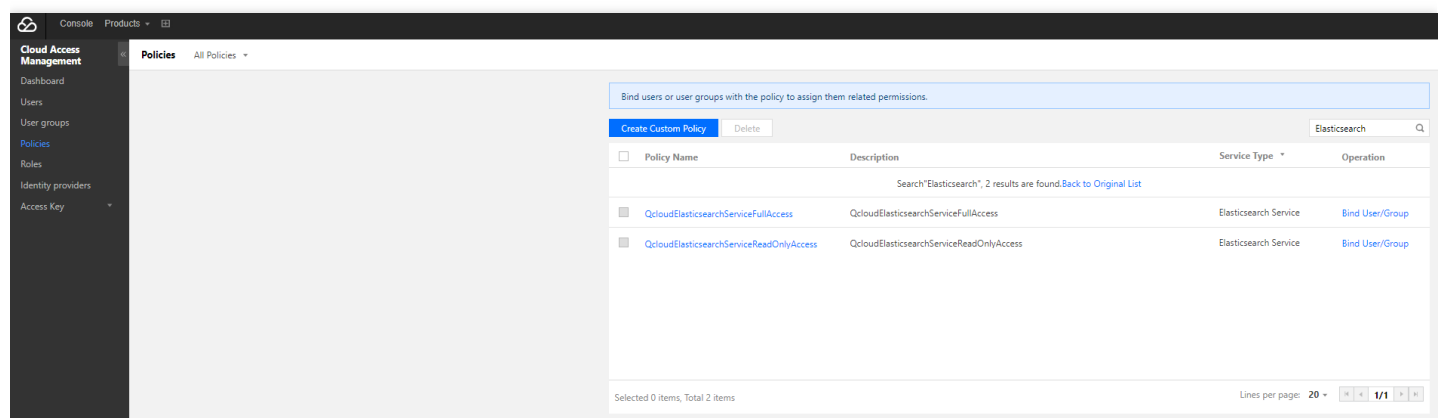 Console Products
Cloud Access Management
Policies All Policies
Dashboard
Users
User groups
Policies
Roles
Identity providers
Access Key
Bind users or user groups with the policy to assign them related permissions.
Create Custom Policy Delete Elasticsearch
Policy Name Description Service Type Operation
Search"Elasticsearch", 2 results are found.Back to Original List
QcloudElasticsearchServiceFullAccess QcloudElasticsearchServiceFullAccess Elasticsearch Service Bind User/Group
QcloudElasticsearchServiceReadOnlyAccess QcloudElasticsearchServiceReadOnlyAccess Elasticsearch Service Bind User/Group
Selected 0 items, Total 2 items Lines per page: 20 1/1